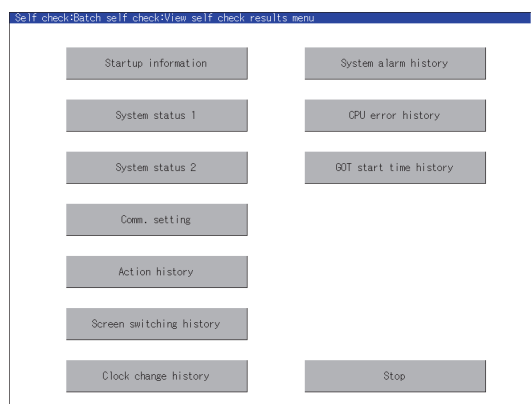 Self check:Batch self check:View self check results menu
Startup information
System status 1
System status 2
Comm. setting
Action history
Screen switching history
Clock change history
System alarm history
CPU error history
GOT start time history
Stop